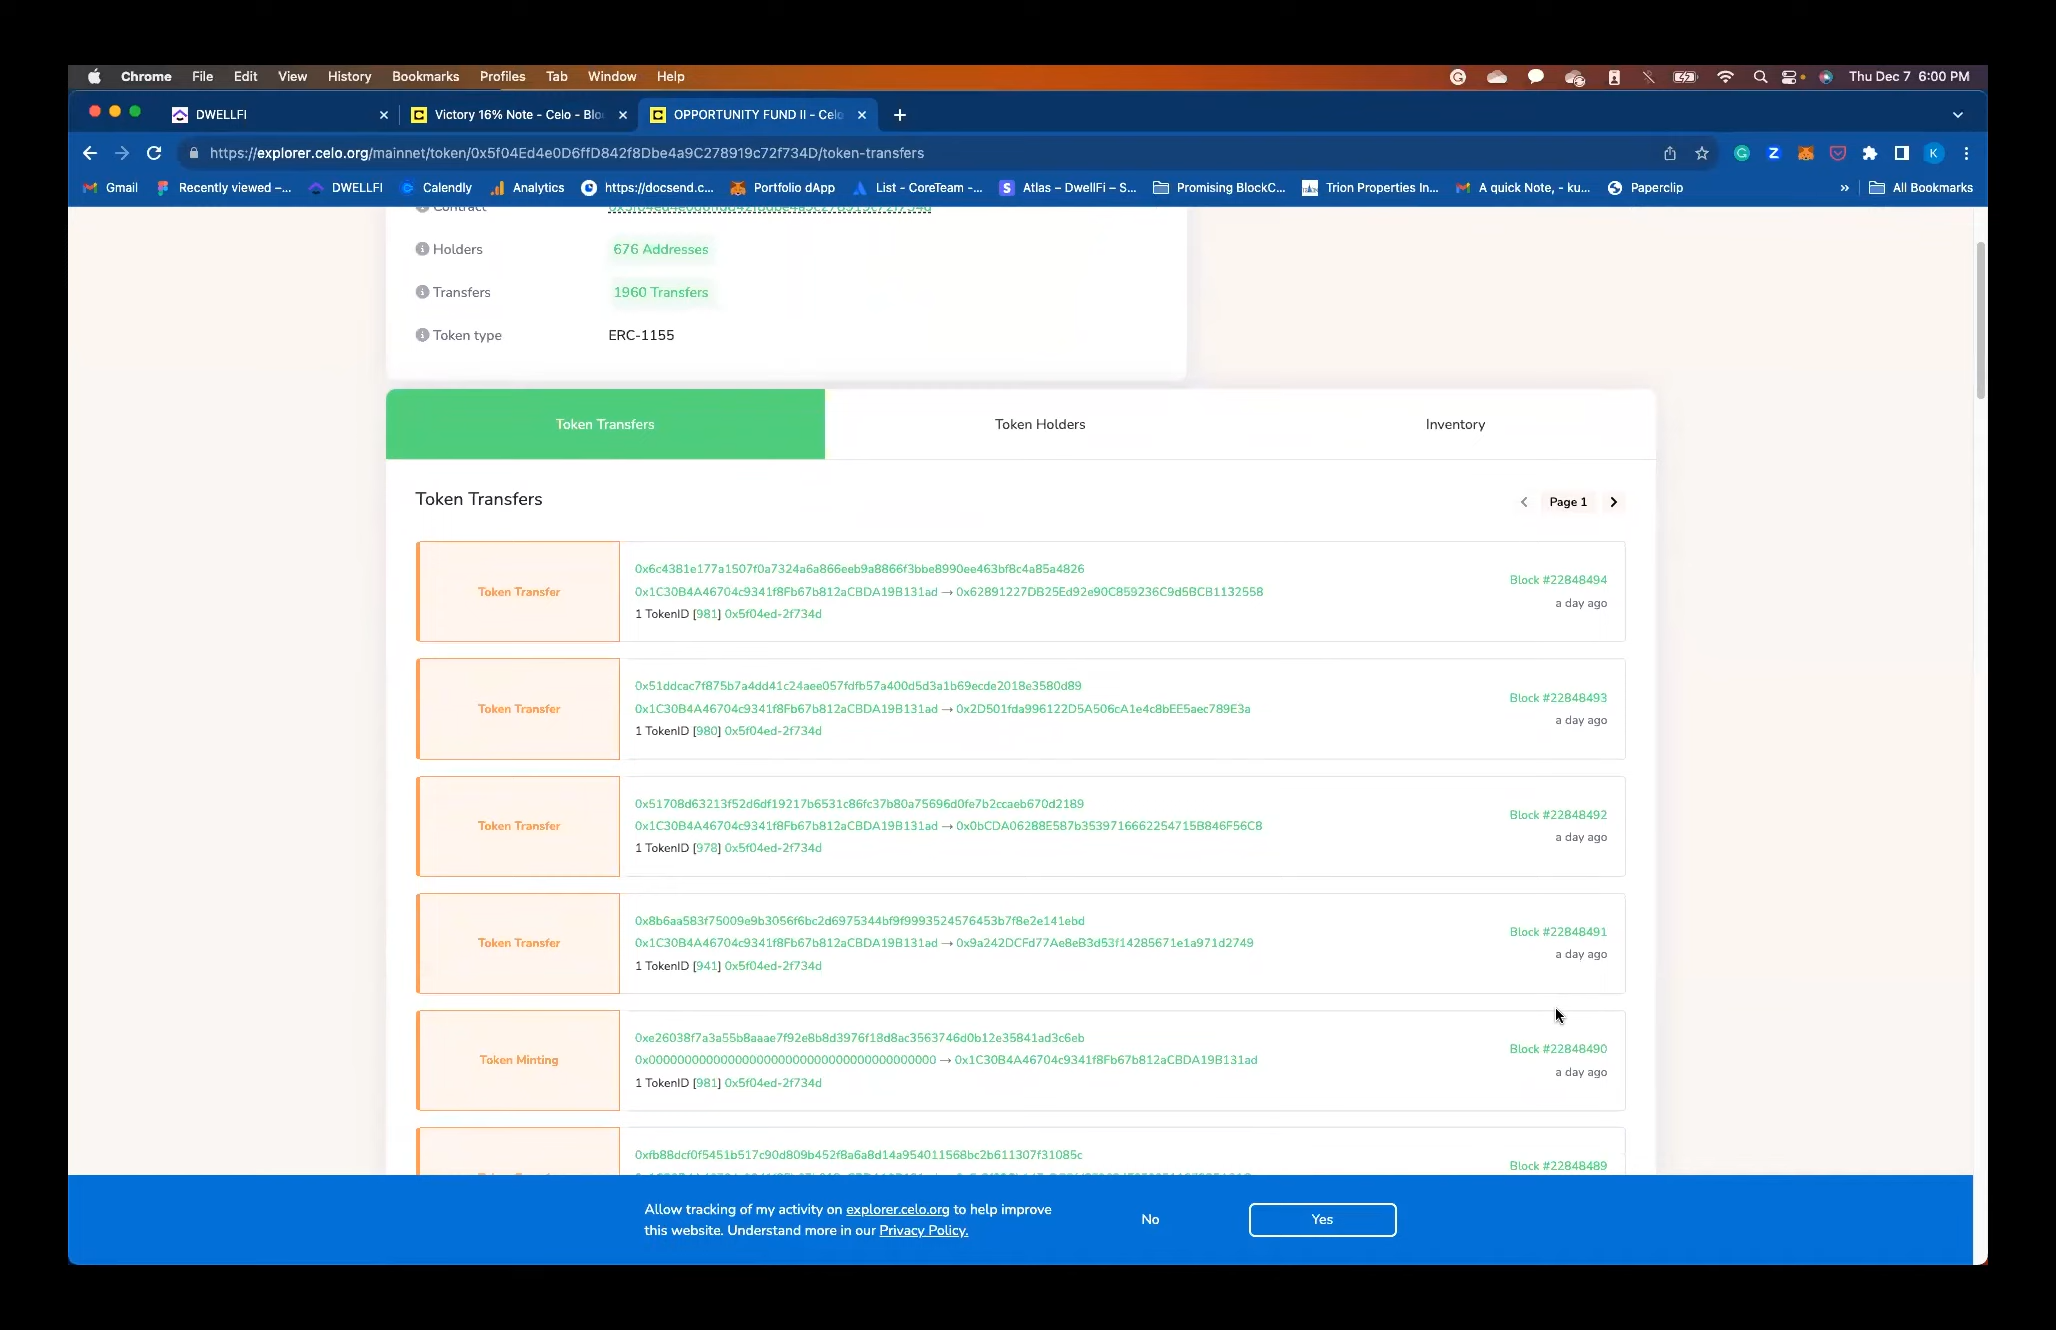 Chrome File Edit View History Bookmarks Profiles Tab Window Help Thu Dec 7 6:00 PM
DWELLFI Victory 16% Note - Celo - Blo OPPORTUNITY FUND II - Celo
https://explorer.celo.org/mainnet/token/0x5f04Ed4e0D6ffD842f8Dbe4a9C278919c72f734D/token-transfers
Gmail Recently viewed –... DWELLFI Calendly Analytics https://docsend.c... Portfolio dApp List - CoreTeam -... Atlas – DwellFi – S... Promising BlockC... Trion Properties In... A quick Note, - ku... Paperclip » All Bookmarks
Contract
Holders 676 Addresses
Transfers 1960 Transfers
Token type ERC-1155
Token Transfers Token Holders Inventory
Token Transfers
Page 1
0x6c4381e177a1507f0a7324a6a866eeb9a8866f3bbe8990ee463bf8c4a85a4826
Token Transfer 0x1C30B4A46704c9341f8Fb67b812aCBDA19B131ad → 0x62891227DB25Ed92e90C859236C9d5BCB1132558 Block #22848494
1 TokenID [981] 0x5f04ed-2f734d a day ago
0x51ddcac7f875b7a4dd41c24aee057fdfb57a400d5d3a1b69ecde2018e3580d89
Token Transfer 0x1C30B4A46704c9341f8Fb67b812aCBDA19B131ad → 0x2D501fda996122D5A506cA1e4c8bEE5aec789E3a Block #22848493
1 TokenID [980] 0x5f04ed-2f734d a day ago
0x51708d63213f52d6df19217b6531c86fc37b80a75696d0fe7b2ccaeb670d2189
Token Transfer 0x1C30B4A46704c9341f8Fb67b812aCBDA19B131ad → 0x0bCDA06288E587b3539716662254715B846F56C8 Block #22848492
1 TokenID [978] 0x5f04ed-2f734d a day ago
0x8b6aa583f75009e9b3056f6bc2d6975344bf9f9993524576453b7f8e2e141ebd
Token Transfer 0x1C30B4A46704c9341f8Fb67b812aCBDA19B131ad → 0x9a242DCFd77Ae8eB3d53f14285671e1a971d2749 Block #22848491
1 TokenID [941] 0x5f04ed-2f734d a day ago
0xe26038f7a3a55b8aaae7f92e8b8d3976f18d8ac3563746d0b12e35841ad3c6eb
Token Minting 0x0000000000000000000000000000000000000000 → 0x1C30B4A46704c9341f8Fb67b812aCBDA19B131ad Block #22848490
1 TokenID [981] 0x5f04ed-2f734d a day ago
0xfb88dcf0f5451b517c90d809b452f8a6a8d14a954011568bc2b611307f31085c
Block #22848489
Allow tracking of my activity on explorer.celo.org to help improve
this website. Understand more in our Privacy Policy.
No Yes